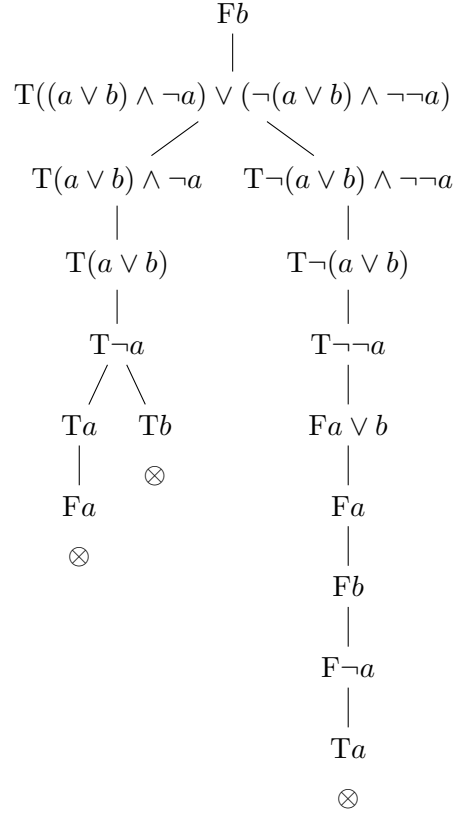 Fb
T((a ∨ b) ∧ ¬a) ∨ (¬(a ∨ b) ∧ ¬¬a)
T(a ∨ b) ∧ ¬a T¬(a ∨ b) ∧ ¬¬a
T(a ∨ b) T¬(a ∨ b)
T¬a T¬¬a
Ta Tb Fa ∨ b
⊗
Fa Fa
⊗
Fb
F¬a
Ta
⊗